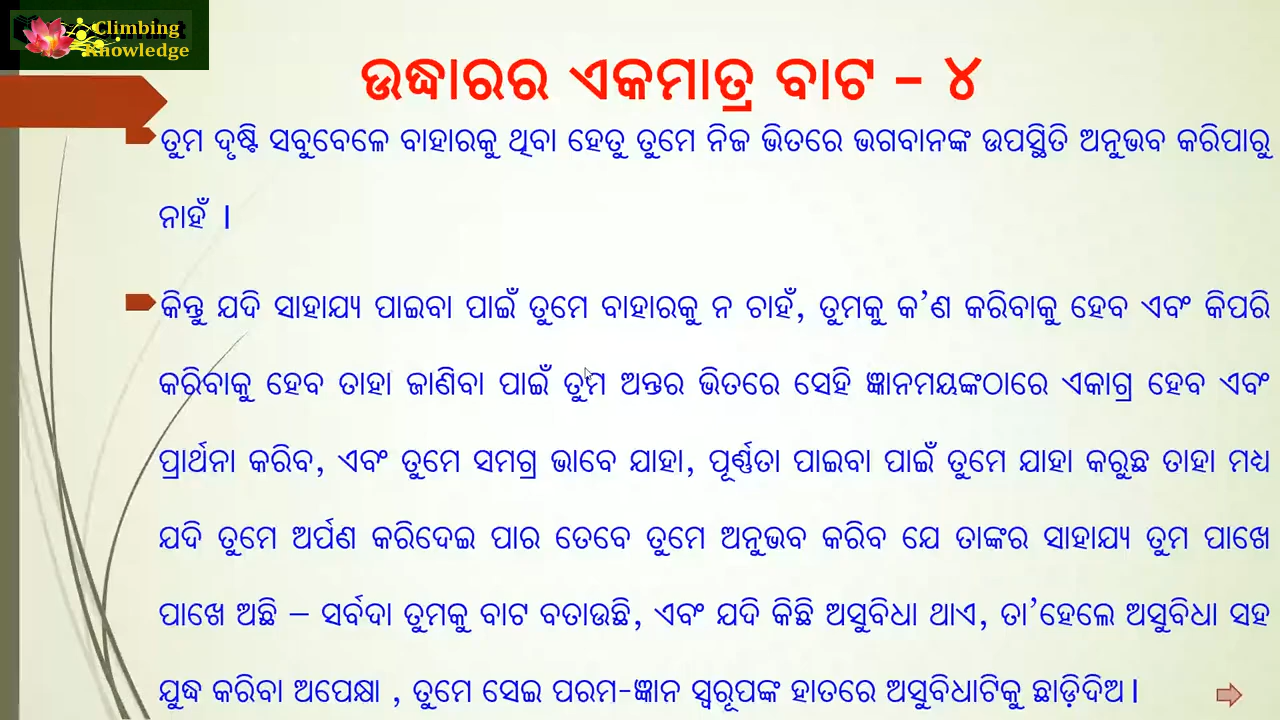 Climbing
Knowledge
ଉଦ୍ଧାରର ଏକମାତ୍ର ବାଟ – ୪
ତୁମ ଦୃଷ୍ଟି ସବୁବେଳେ ବାହାରକୁ ଥିବା ହେତୁ ତୁମେ ନିଜ ଭିତରେ ଭଗବାନଙ୍କ ଉପସ୍ଥିତି ଅନୁଭବ କରିପାରୁ
ନାହଁ ।
କିନ୍ତୁ ଯଦି ସାହାଯ୍ୟ ପାଇବା ପାଇଁ ତୁମେ ବାହାରକୁ ନ ଚାହଁ, ତୁମକୁ କ’ଣ କରିବାକୁ ହେବ ଏବଂ କିପରି
କରିବାକୁ ହେବ ତାହା ଜାଣିବା ପାଇଁ ତୁମ ଅନ୍ତର ଭିତରେ ସେହି ଜ୍ଞାନମୟଙ୍କଠାରେ ଏକାଗ୍ର ହେବ ଏବଂ
ପ୍ରାର୍ଥନା କରିବ, ଏବଂ ତୁମେ ସମଗ୍ର ଭାବେ ଯାହା, ପୂର୍ଣ୍ଣତା ପାଇବା ପାଇଁ ତୁମେ ଯାହା କରୁଛ ତାହା ମଧ୍ୟ
ଯଦି ତୁମେ ଅର୍ପଣ କରିଦେଇ ପାର ତେବେ ତୁମେ ଅନୁଭବ କରିବ ଯେ ତାଙ୍କର ସାହାଯ୍ୟ ତୁମ ପାଖେ
ପାଖେ ଅଛି – ସର୍ବଦା ତୁମକୁ ବାଟ ବତାଉଛି, ଏବଂ ଯଦି କିଛି ଅସୁବିଧା ଥାଏ, ତା’ହେଲେ ଅସୁବିଧା ସହ
ଯୁଦ୍ଧ କରିବା ଅପେକ୍ଷା , ତୁମେ ସେଇ ପରମ-ଜ୍ଞାନ ସ୍ୱରୂପଙ୍କ ହାତରେ ଅସୁବିଧାଟିକୁ ଛାଡ଼ିଦିଅ।